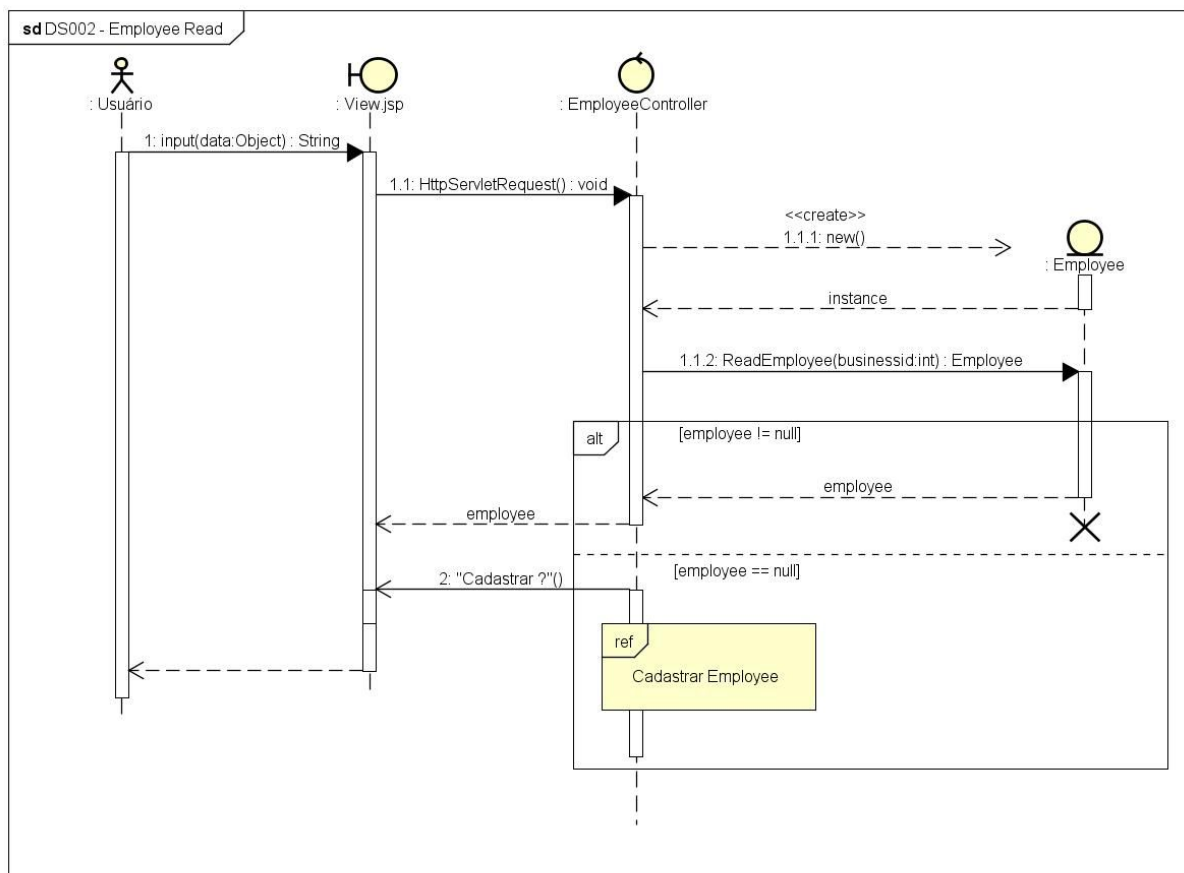 sd DS002 - Employee Read
: Usuário
: View.jsp
: EmployeeController
1: input(data:Object) : String
1.1: HttpServletRequest() : void
<<create>>
1.1.1: new()
: Employee
instance
1.1.2: ReadEmployee(businessid:int) : Employee
alt
[employee != null]
employee
employee
[employee == null]
2: "Cadastrar ?"()
ref
Cadastrar Employee